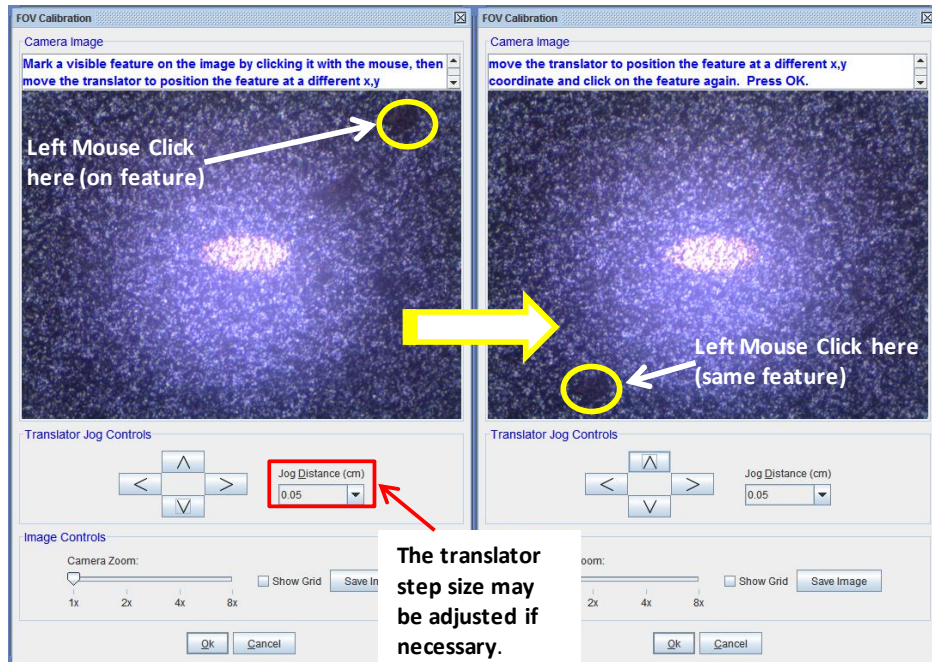 FOV Calibration
Camera Image
Mark a visible feature on the image by clicking it with the mouse, then
move the translator to position the feature at a different x,y
Left Mouse Click
here (on feature)
Translator Jog Controls
<
>
Jog Distance (cm)
0.05
Image Controls
Camera Zoom:
1x 2x 4x 8x
Show Grid
Save Im
Ok
Cancel
The translator
step size may
be adjusted if
necessary.
FOV Calibration
Camera Image
move the translator to position the feature at a different x,y
coordinate and click on the feature again. Press OK.
Left Mouse Click here
(same feature)
Translator Jog Controls
<
>
Jog Distance (cm)
0.05
oom:
2x 4x 8x
Show Grid
Save Image
Ok
Cancel